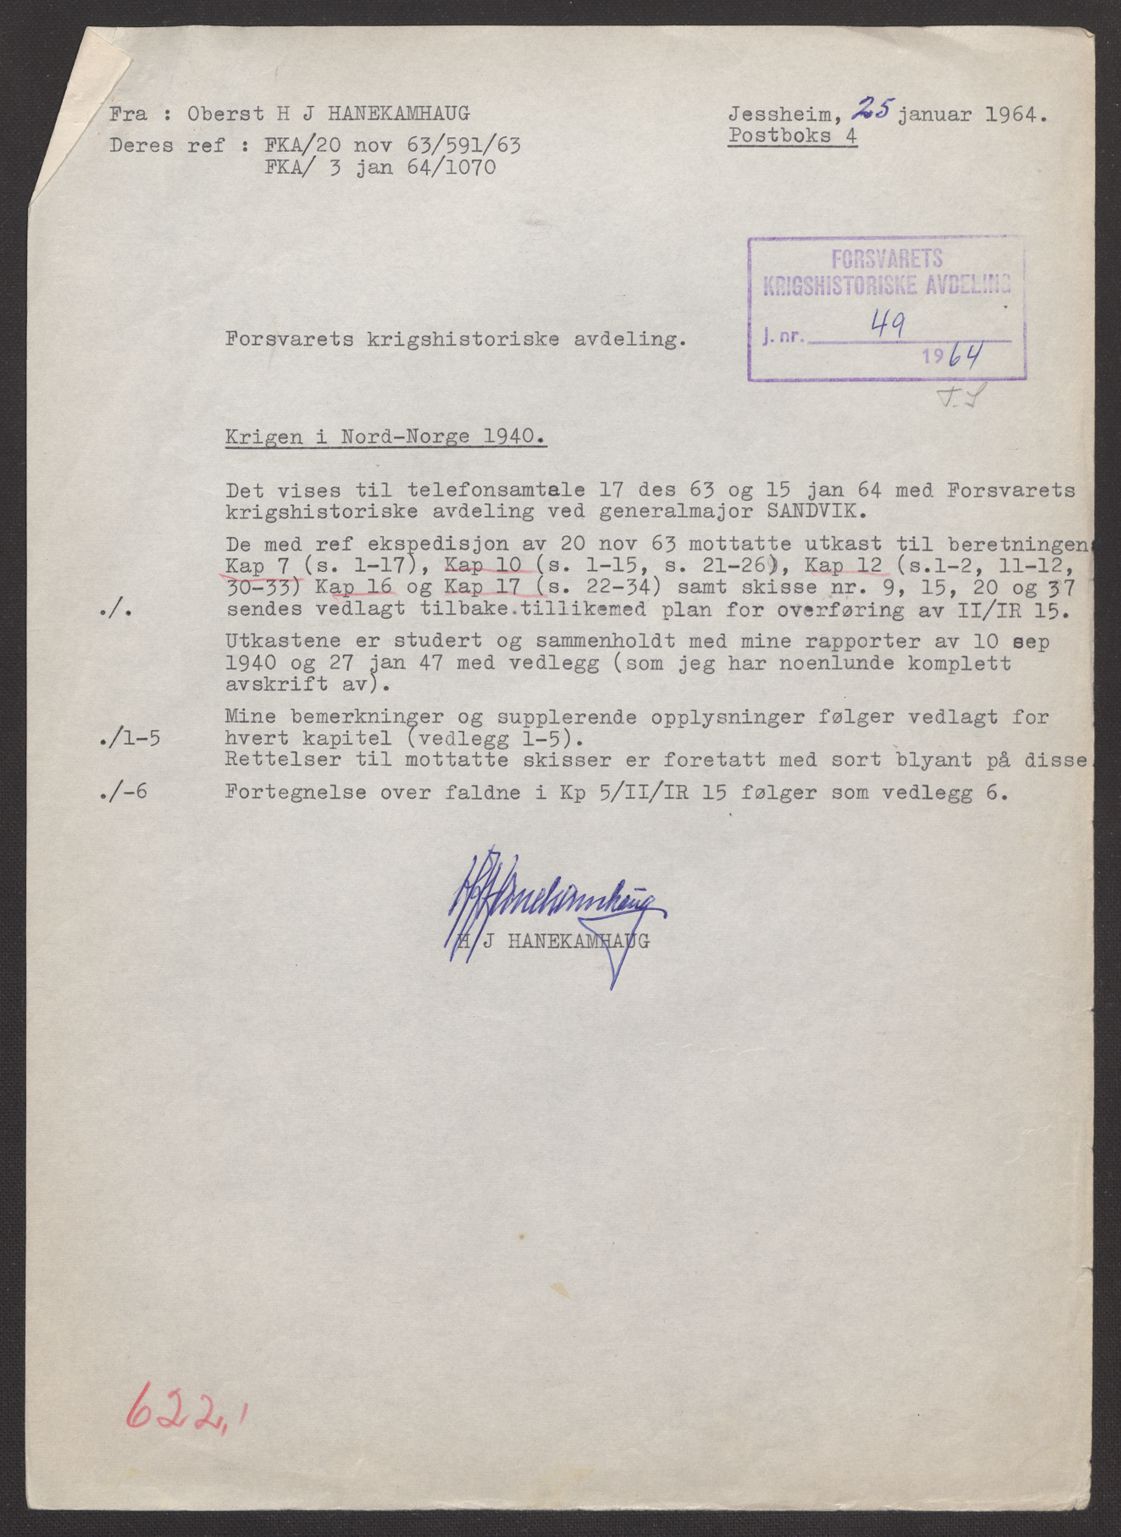 Fra : Oberst H J HANEKAMHAUG
Jessheim, 25 januar 1964.
Postboks 4
Deres ref : FKA/20 nov 63/591/63
FKA/ 3 jan 64/1070
FORSVARETS
KRIGSHISTORISKE AVDELING
j. nr. 49
1964
T.S
Forsvarets krigshistoriske avdeling.
Krigen i Nord-Norge 1940.
Det vises til telefonsamtale 17 des 63 og 15 jan 64 med Forsvarets
krigshistoriske avdeling ved generalmajor SANDVIK.
De med ref ekspedisjon av 20 nov 63 mottatte utkast til beretningen
Kap 7 (s. 1-17), Kap 10 (s. 1-15, s. 21-26), Kap 12 (s.1-2, 11-12,
30-33) Kap 16 og Kap 17 (s. 22-34) samt skisse nr. 9, 15, 20 og 37
./. sendes vedlagt tilbake.tillikemed plan for overføring av II/IR 15.
Utkastene er studert og sammenholdt med mine rapporter av 10 sep
1940 og 27 jan 47 med vedlegg (som jeg har noenlunde komplett
avskrift av).
Mine bemerkninger og supplerende opplysninger følger vedlagt for
./1-5 hvert kapitel (vedlegg 1-5).
Rettelser til mottatte skisser er foretatt med sort blyant på disse.
./-6 Fortegnelse over faldne i Kp 5/II/IR 15 følger som vedlegg 6.
HJHanekamhaug
H J HANEKAMHAUG
622,1